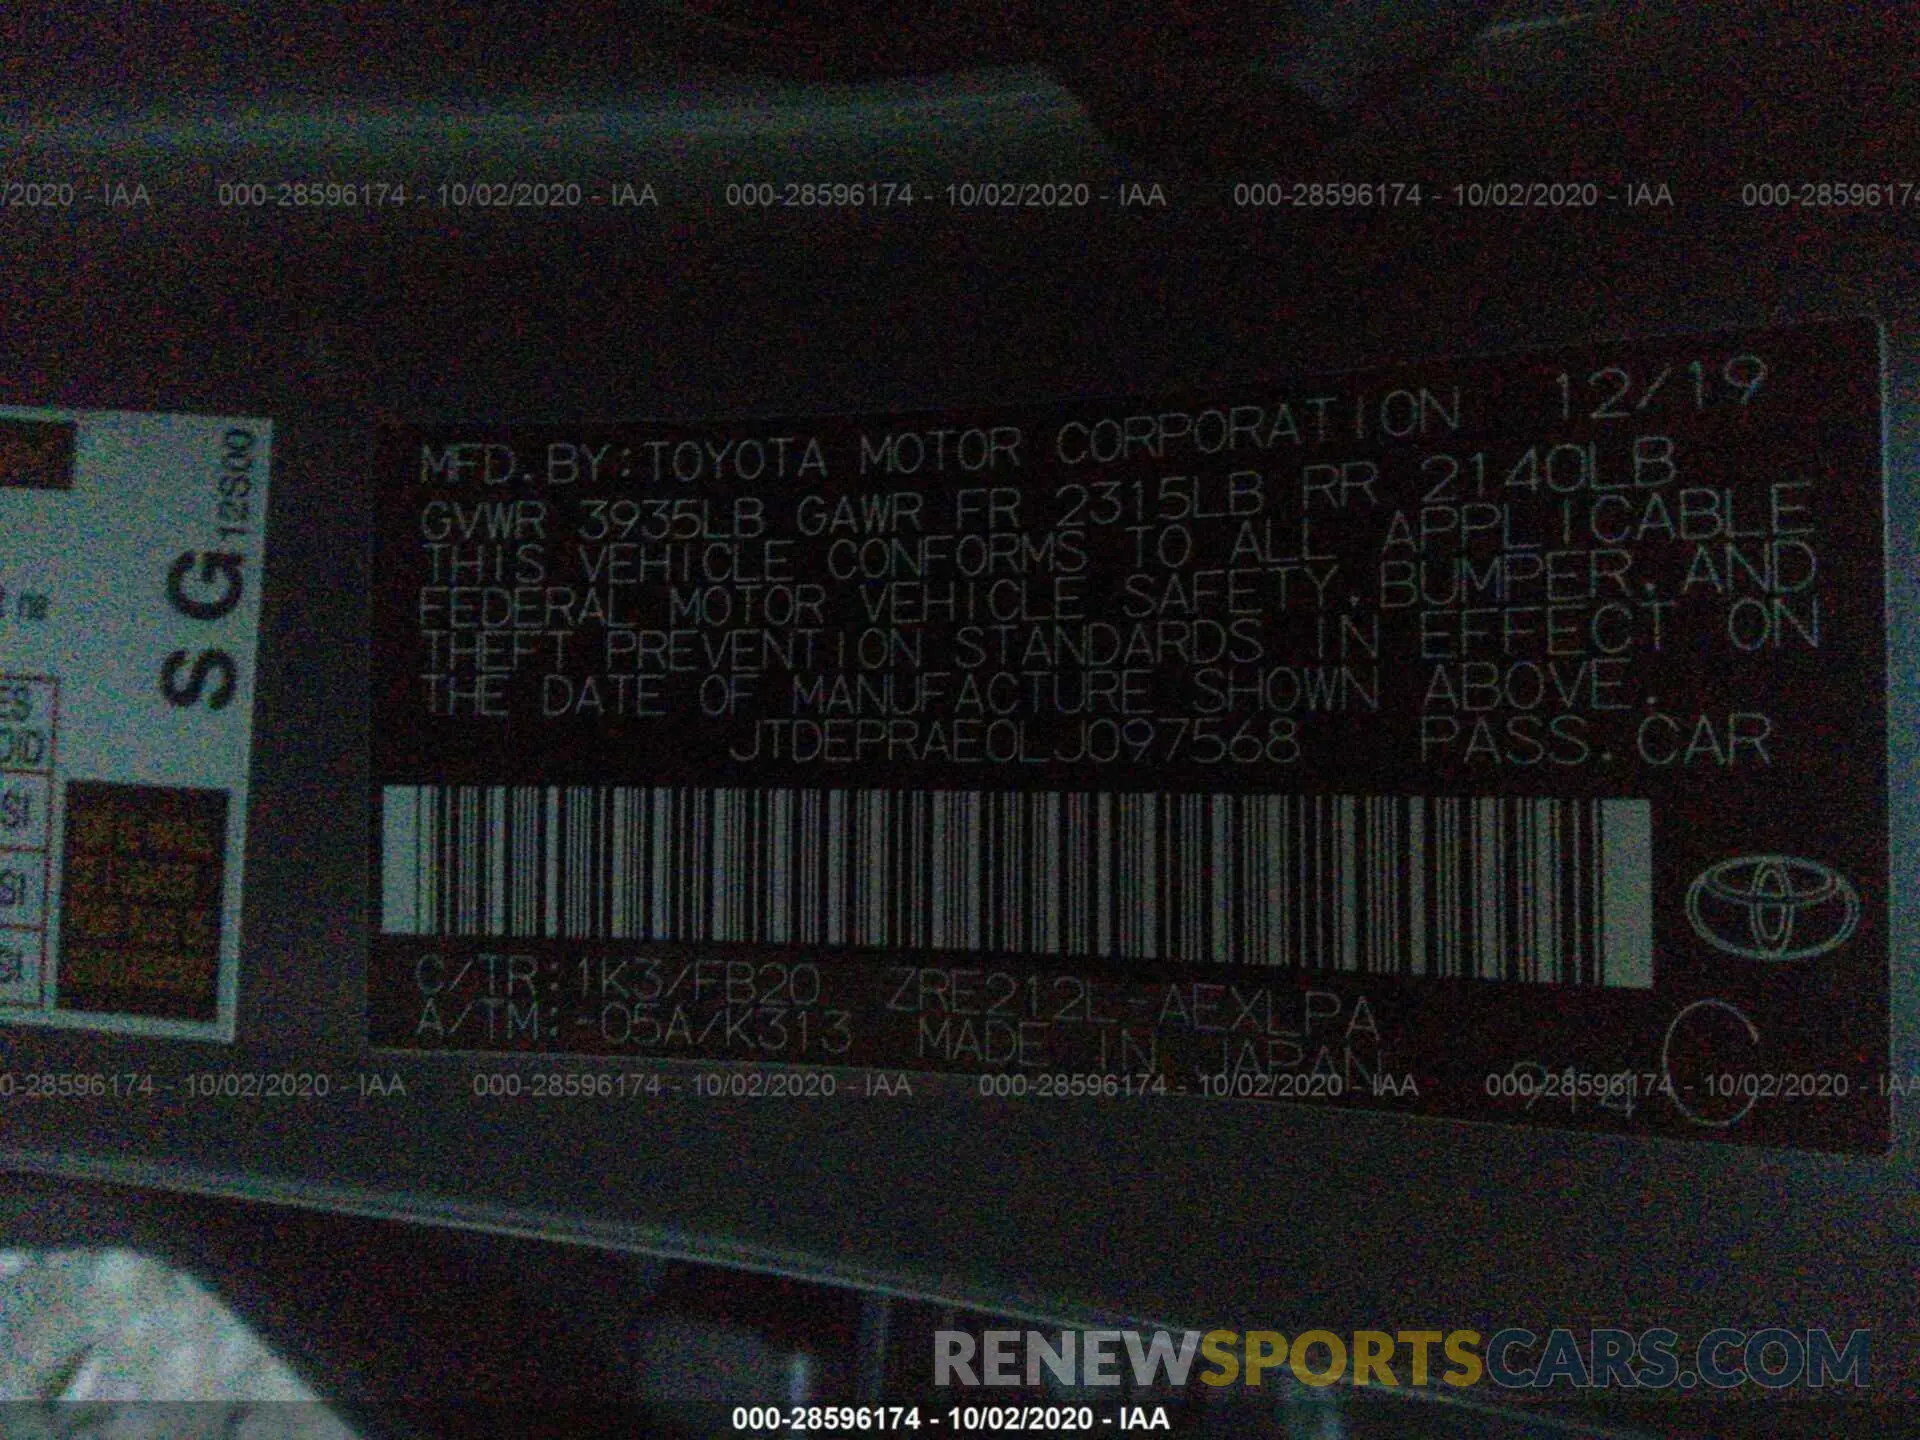 /2020 - IAA 000-28596174 - 10/02/2020 - IAA 000-28596174 - 10/02/2020 - IAA 000-28596174 - 10/02/2020 - IAA 000-28596174
MFD.BY:TOYOTA MOTOR CORPORATION 12/19
GVWR 3935LB GAWR FR 2315LB RR 2140LB
THIS VEHICLE CONFORMS TO ALL APPLICABLE
FEDERAL MOTOR VEHICLE SAFETY,BUMPER,AND
THEFT PREVENTION STANDARDS IN EFFECT ON
THE DATE OF MANUFACTURE SHOWN ABOVE.
JTDEPRAE0LJ097568 PASS.CAR
C/TR:1K3/FB20 ZRE212L-AEXLPA
A/TM:-05A/K313 MADE IN JAPAN
914 C
SG 12S00
0-28596174 - 10/02/2020 - IAA 000-28596174 - 10/02/2020 - IAA 000-28596174 - 10/02/2020 - IAA 000-28596174 - 10/02/2020 - IAA
RENEWSPORTSCARS.COM
000-28596174 - 10/02/2020 - IAA